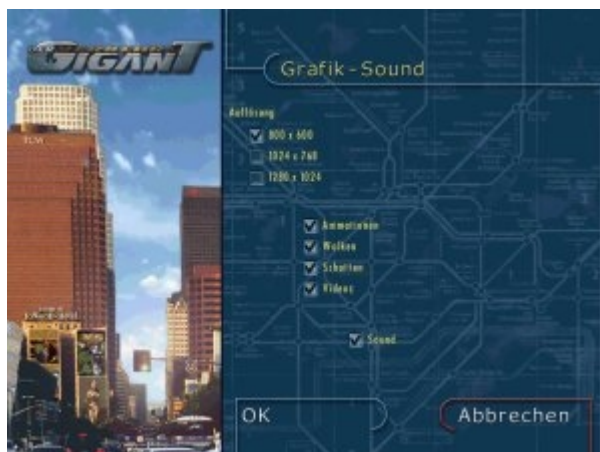 GIGANT
Grafik-Sound
Auflösung
800 x 600
1024 x 768
1280 x 1024
Animationen
Wolken
Schatten
Videos
Sound
OK
Abbrechen